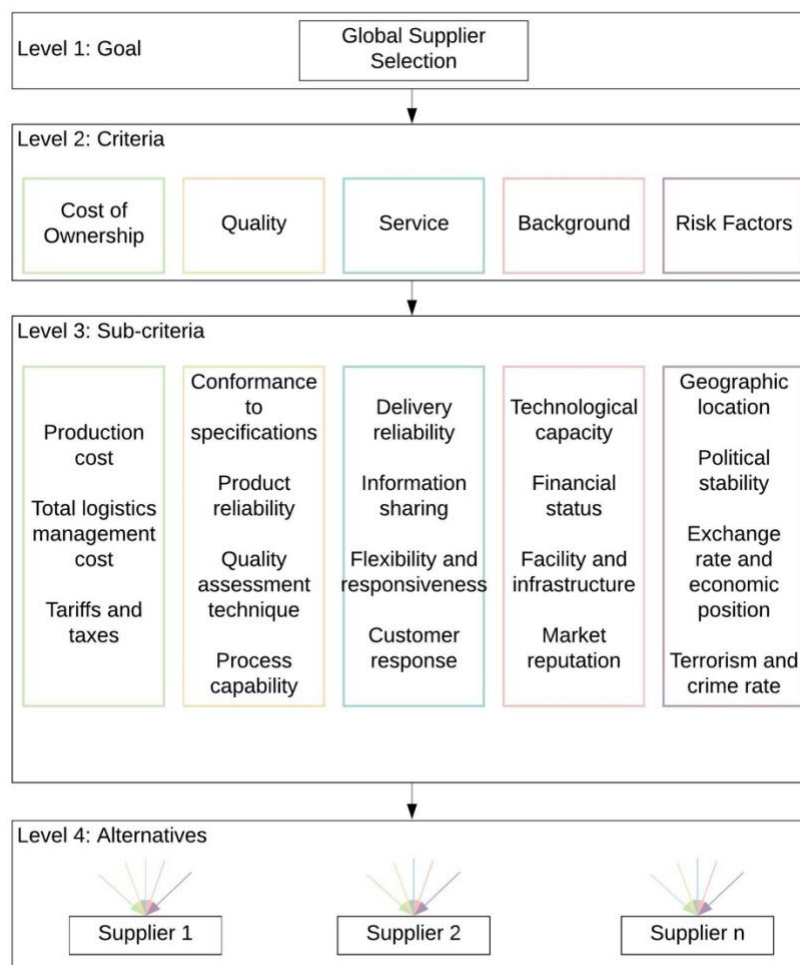 Level 1: Goal
Global Supplier
Selection
Level 2: Criteria
Cost of
Ownership
Quality
Service
Background
Risk Factors
Level 3: Sub-criteria
Production
cost
Total logistics
management
cost
Tariffs and
taxes
Conformance
to
specifications
Product
reliability
Quality
assessment
technique
Process
capability
Delivery
reliability
Information
sharing
Flexibility and
responsiveness
Customer
response
Technological
capacity
Financial
status
Facility and
infrastructure
Market
reputation
Geographic
location
Political
stability
Exchange
rate and
economic
position
Terrorism and
crime rate
Level 4: Alternatives
Supplier 1
Supplier 2
Supplier n